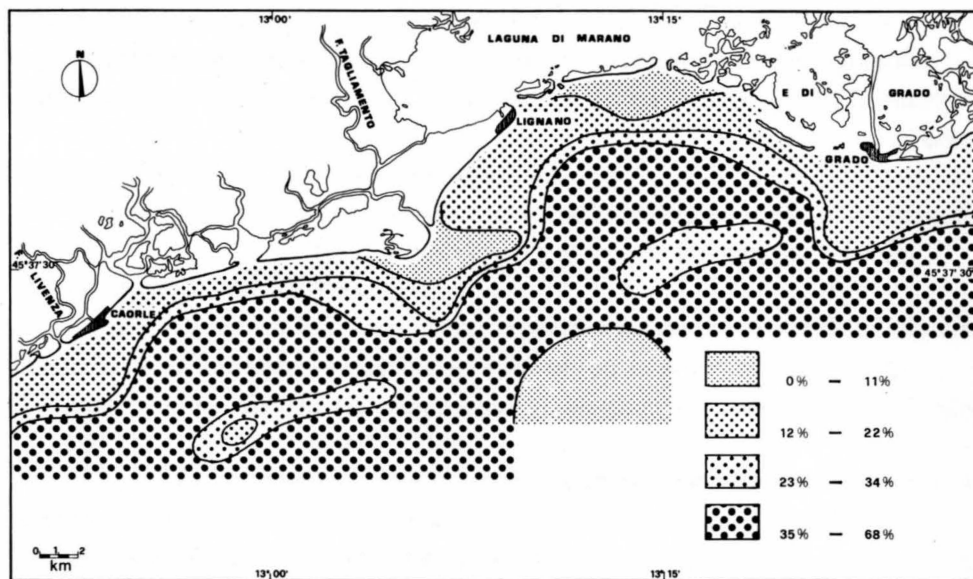 13°00'
13°15'
N
F. TAGLIAMENTO
LAGUNA DI MARANO
E DI
GRADO
LIGNANO
GRADO
45°37'30"
F. LIVENZA
CAORLE
45°37'30"
0% — 11%
12% — 22%
23% — 34%
35% — 68%
0 1 2
km
13°00'
13°15'